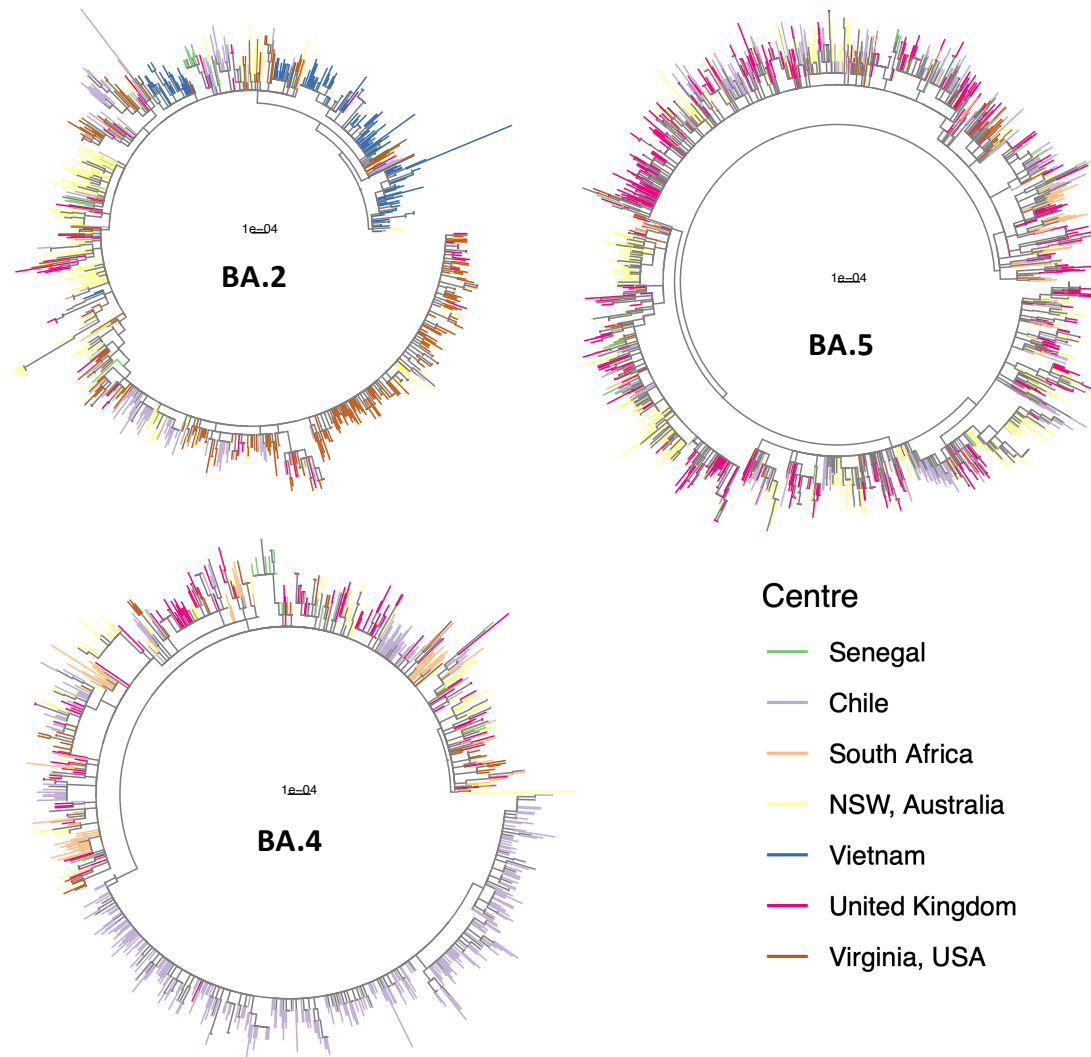 1e−04
BA.2
1e−04
BA.5
1e−04
BA.4
Centre
Senegal
Chile
South Africa
NSW, Australia
Vietnam
United Kingdom
Virginia, USA